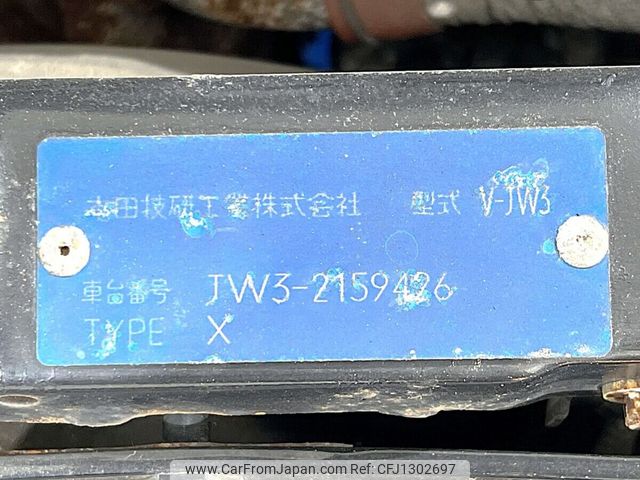 本田技研工業株式会社 型式 V-JW3
車台番号 JW3-2159426
TYPE X
www.CarFromJapan.com - CFJ1302697